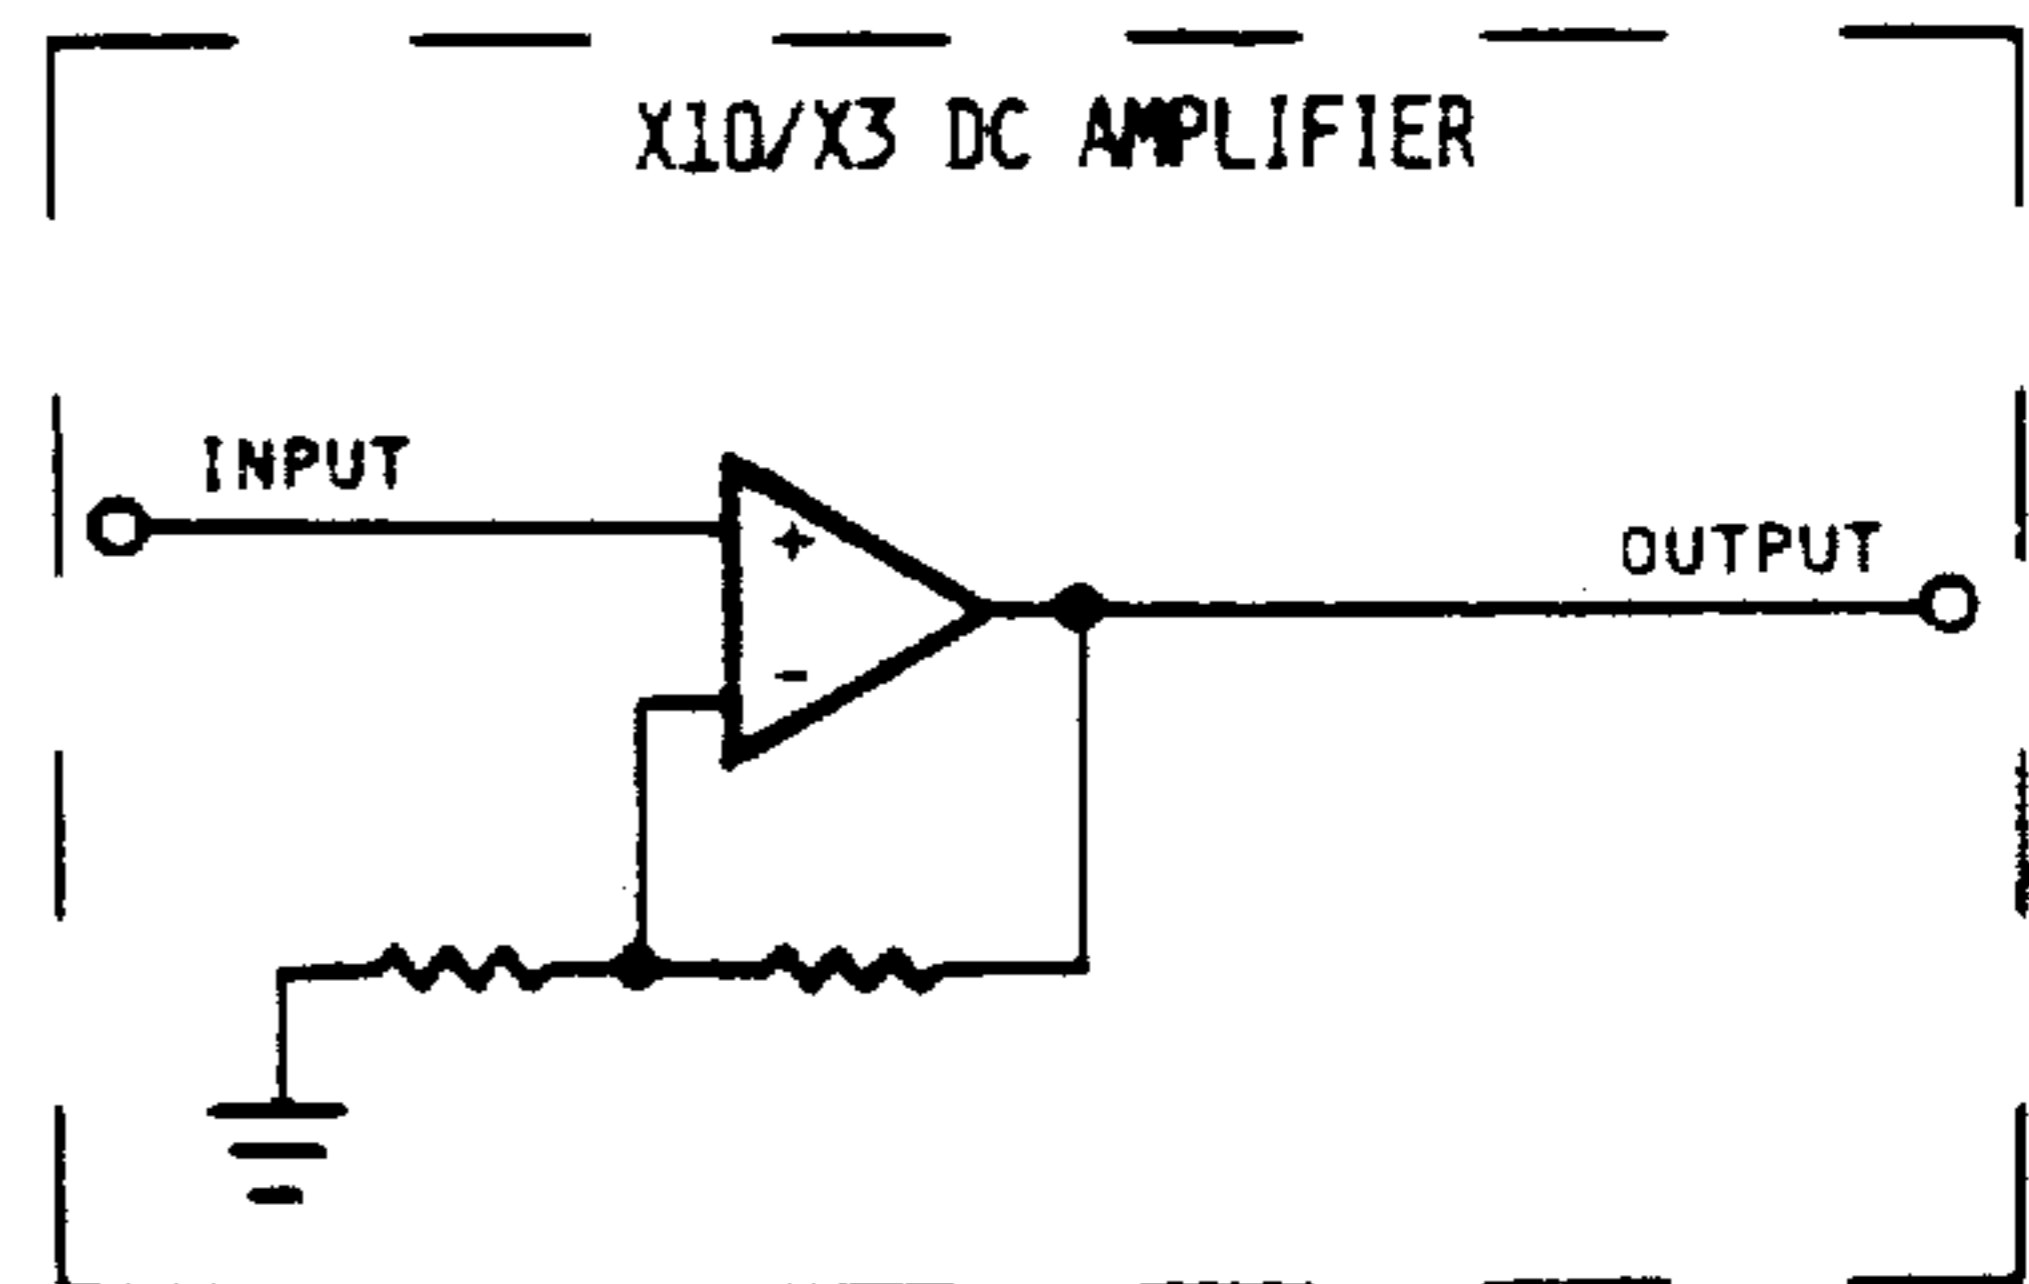 X10/X3 DC AMPLIFIER
INPUT
+
OUTPUT
-